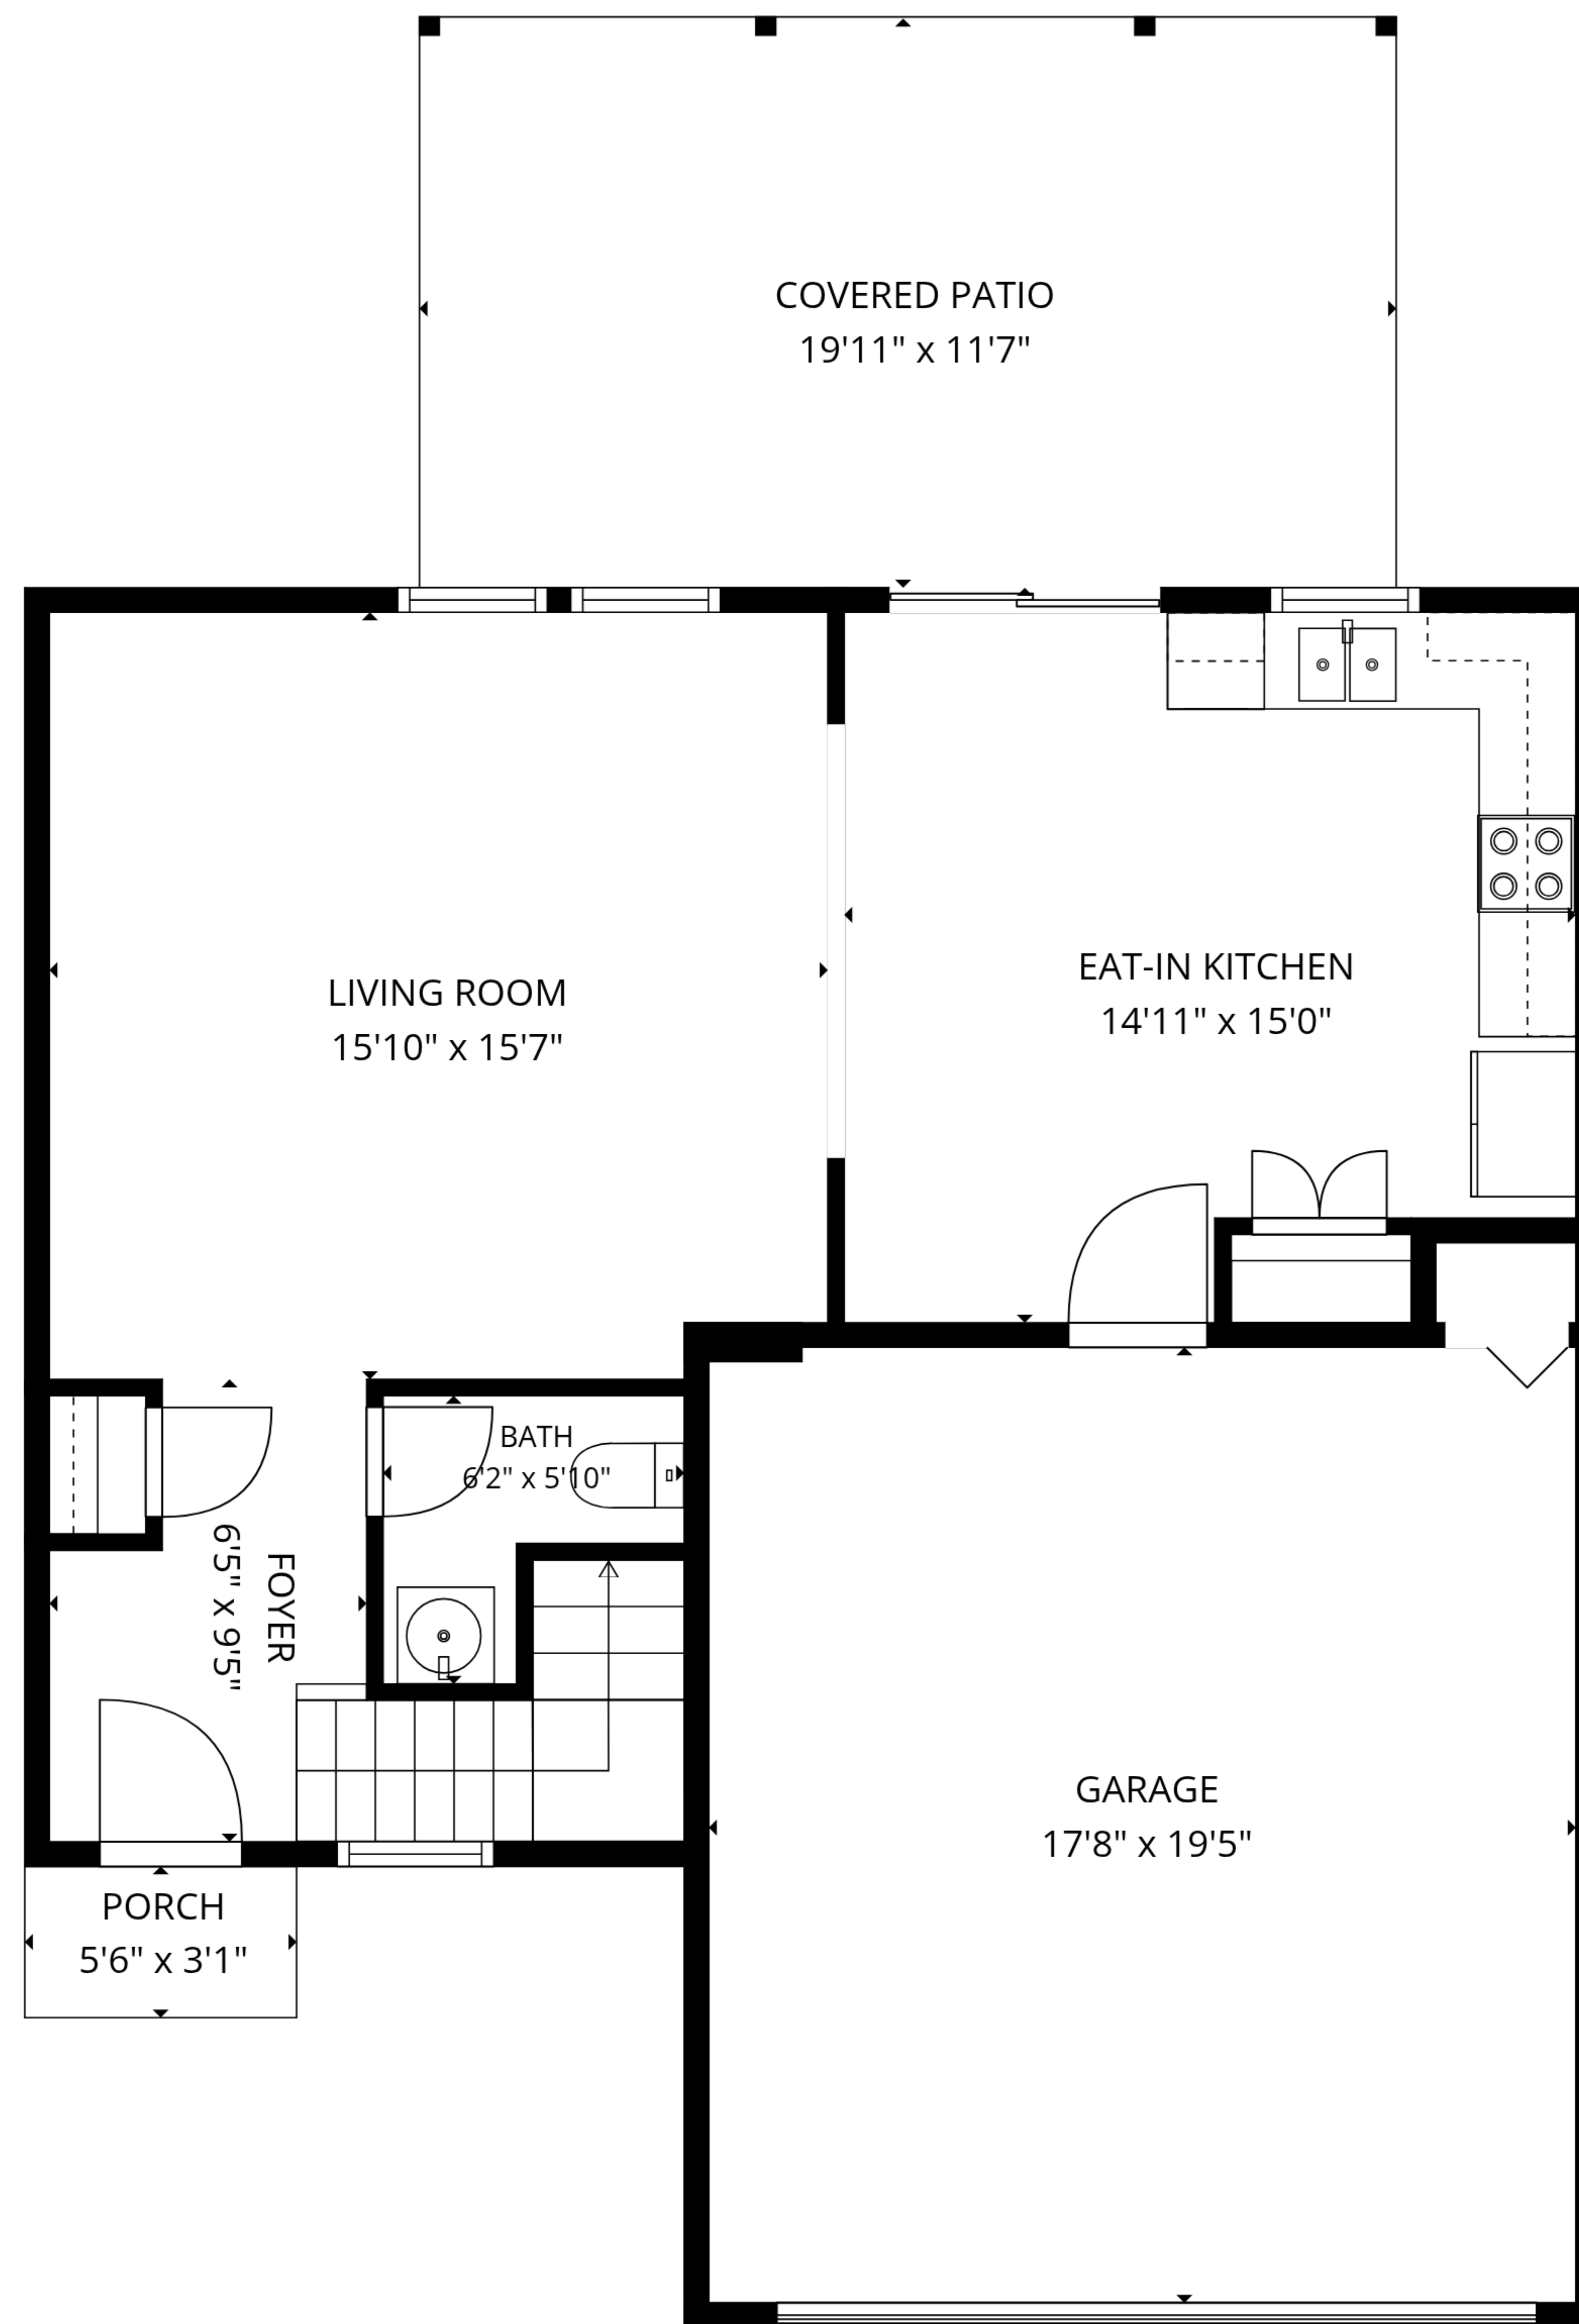 COVERED PATIO
19'11" x 11'7"
LIVING ROOM
15'10" x 15'7"
EAT-IN KITCHEN
14'11" x 15'0"
BATH
6'2" x 5'10"
FOYER
6'5" x 9'5"
GARAGE
17'8" x 19'5"
PORCH
5'6" x 3'1"